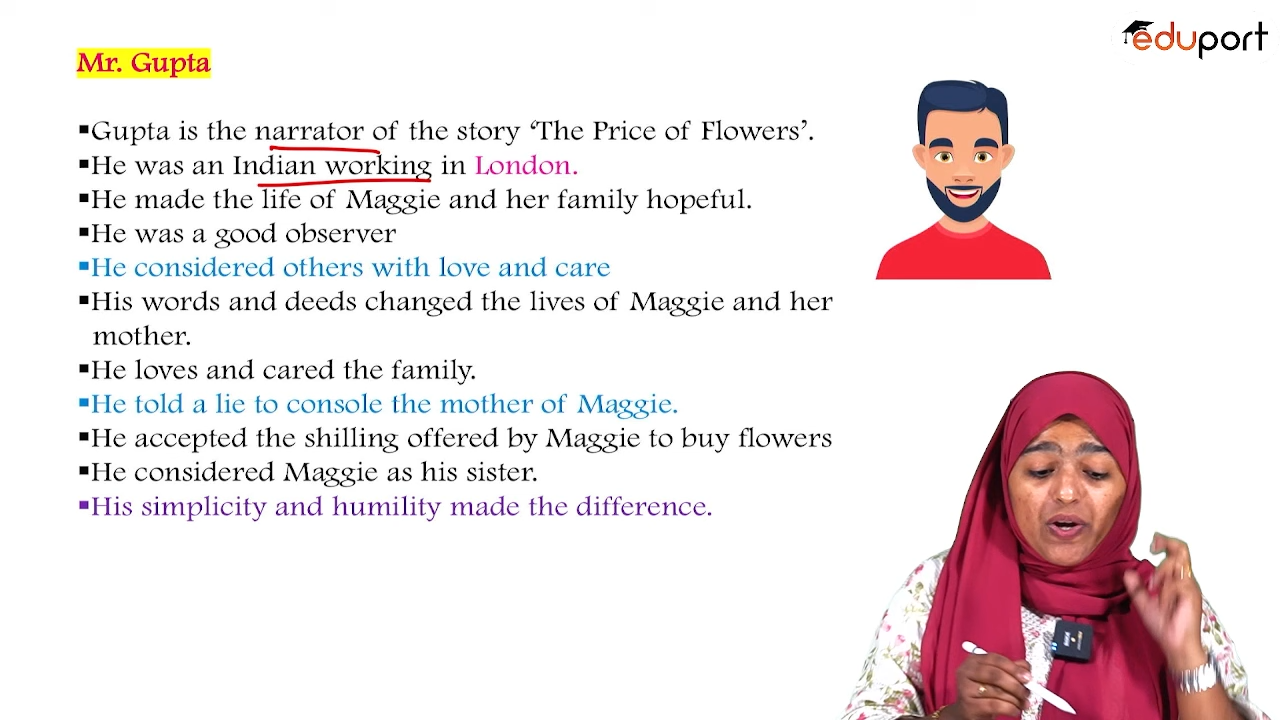 eduport
Mr. Gupta
▪Gupta is the narrator of the story ‘The Price of Flowers’.
▪He was an Indian working in London.
▪He made the life of Maggie and her family hopeful.
▪He was a good observer
▪He considered others with love and care
▪His words and deeds changed the lives of Maggie and her
mother.
▪He loves and cared the family.
▪He told a lie to console the mother of Maggie.
▪He accepted the shilling offered by Maggie to buy flowers
▪He considered Maggie as his sister.
▪His simplicity and humility made the difference.